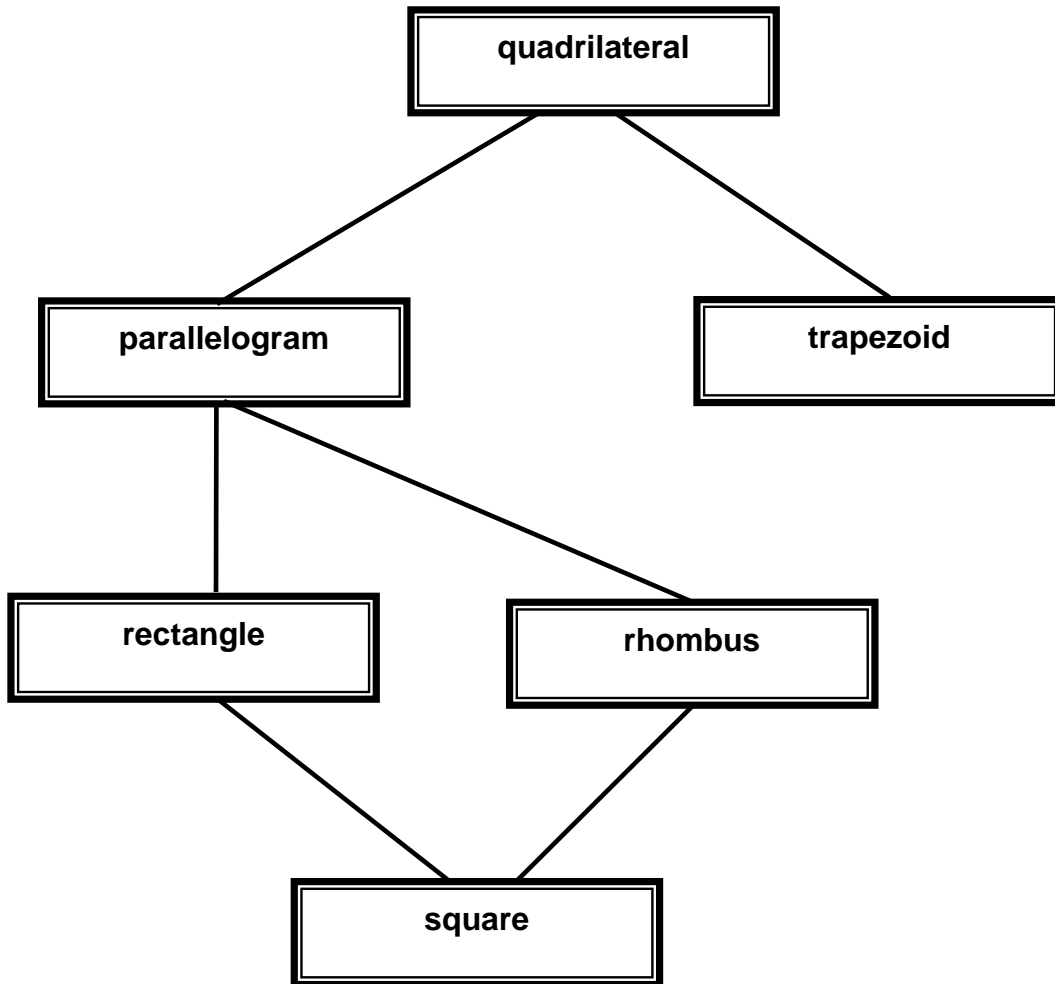 quadrilateral
parallelogram
trapezoid
rectangle
rhombus
square